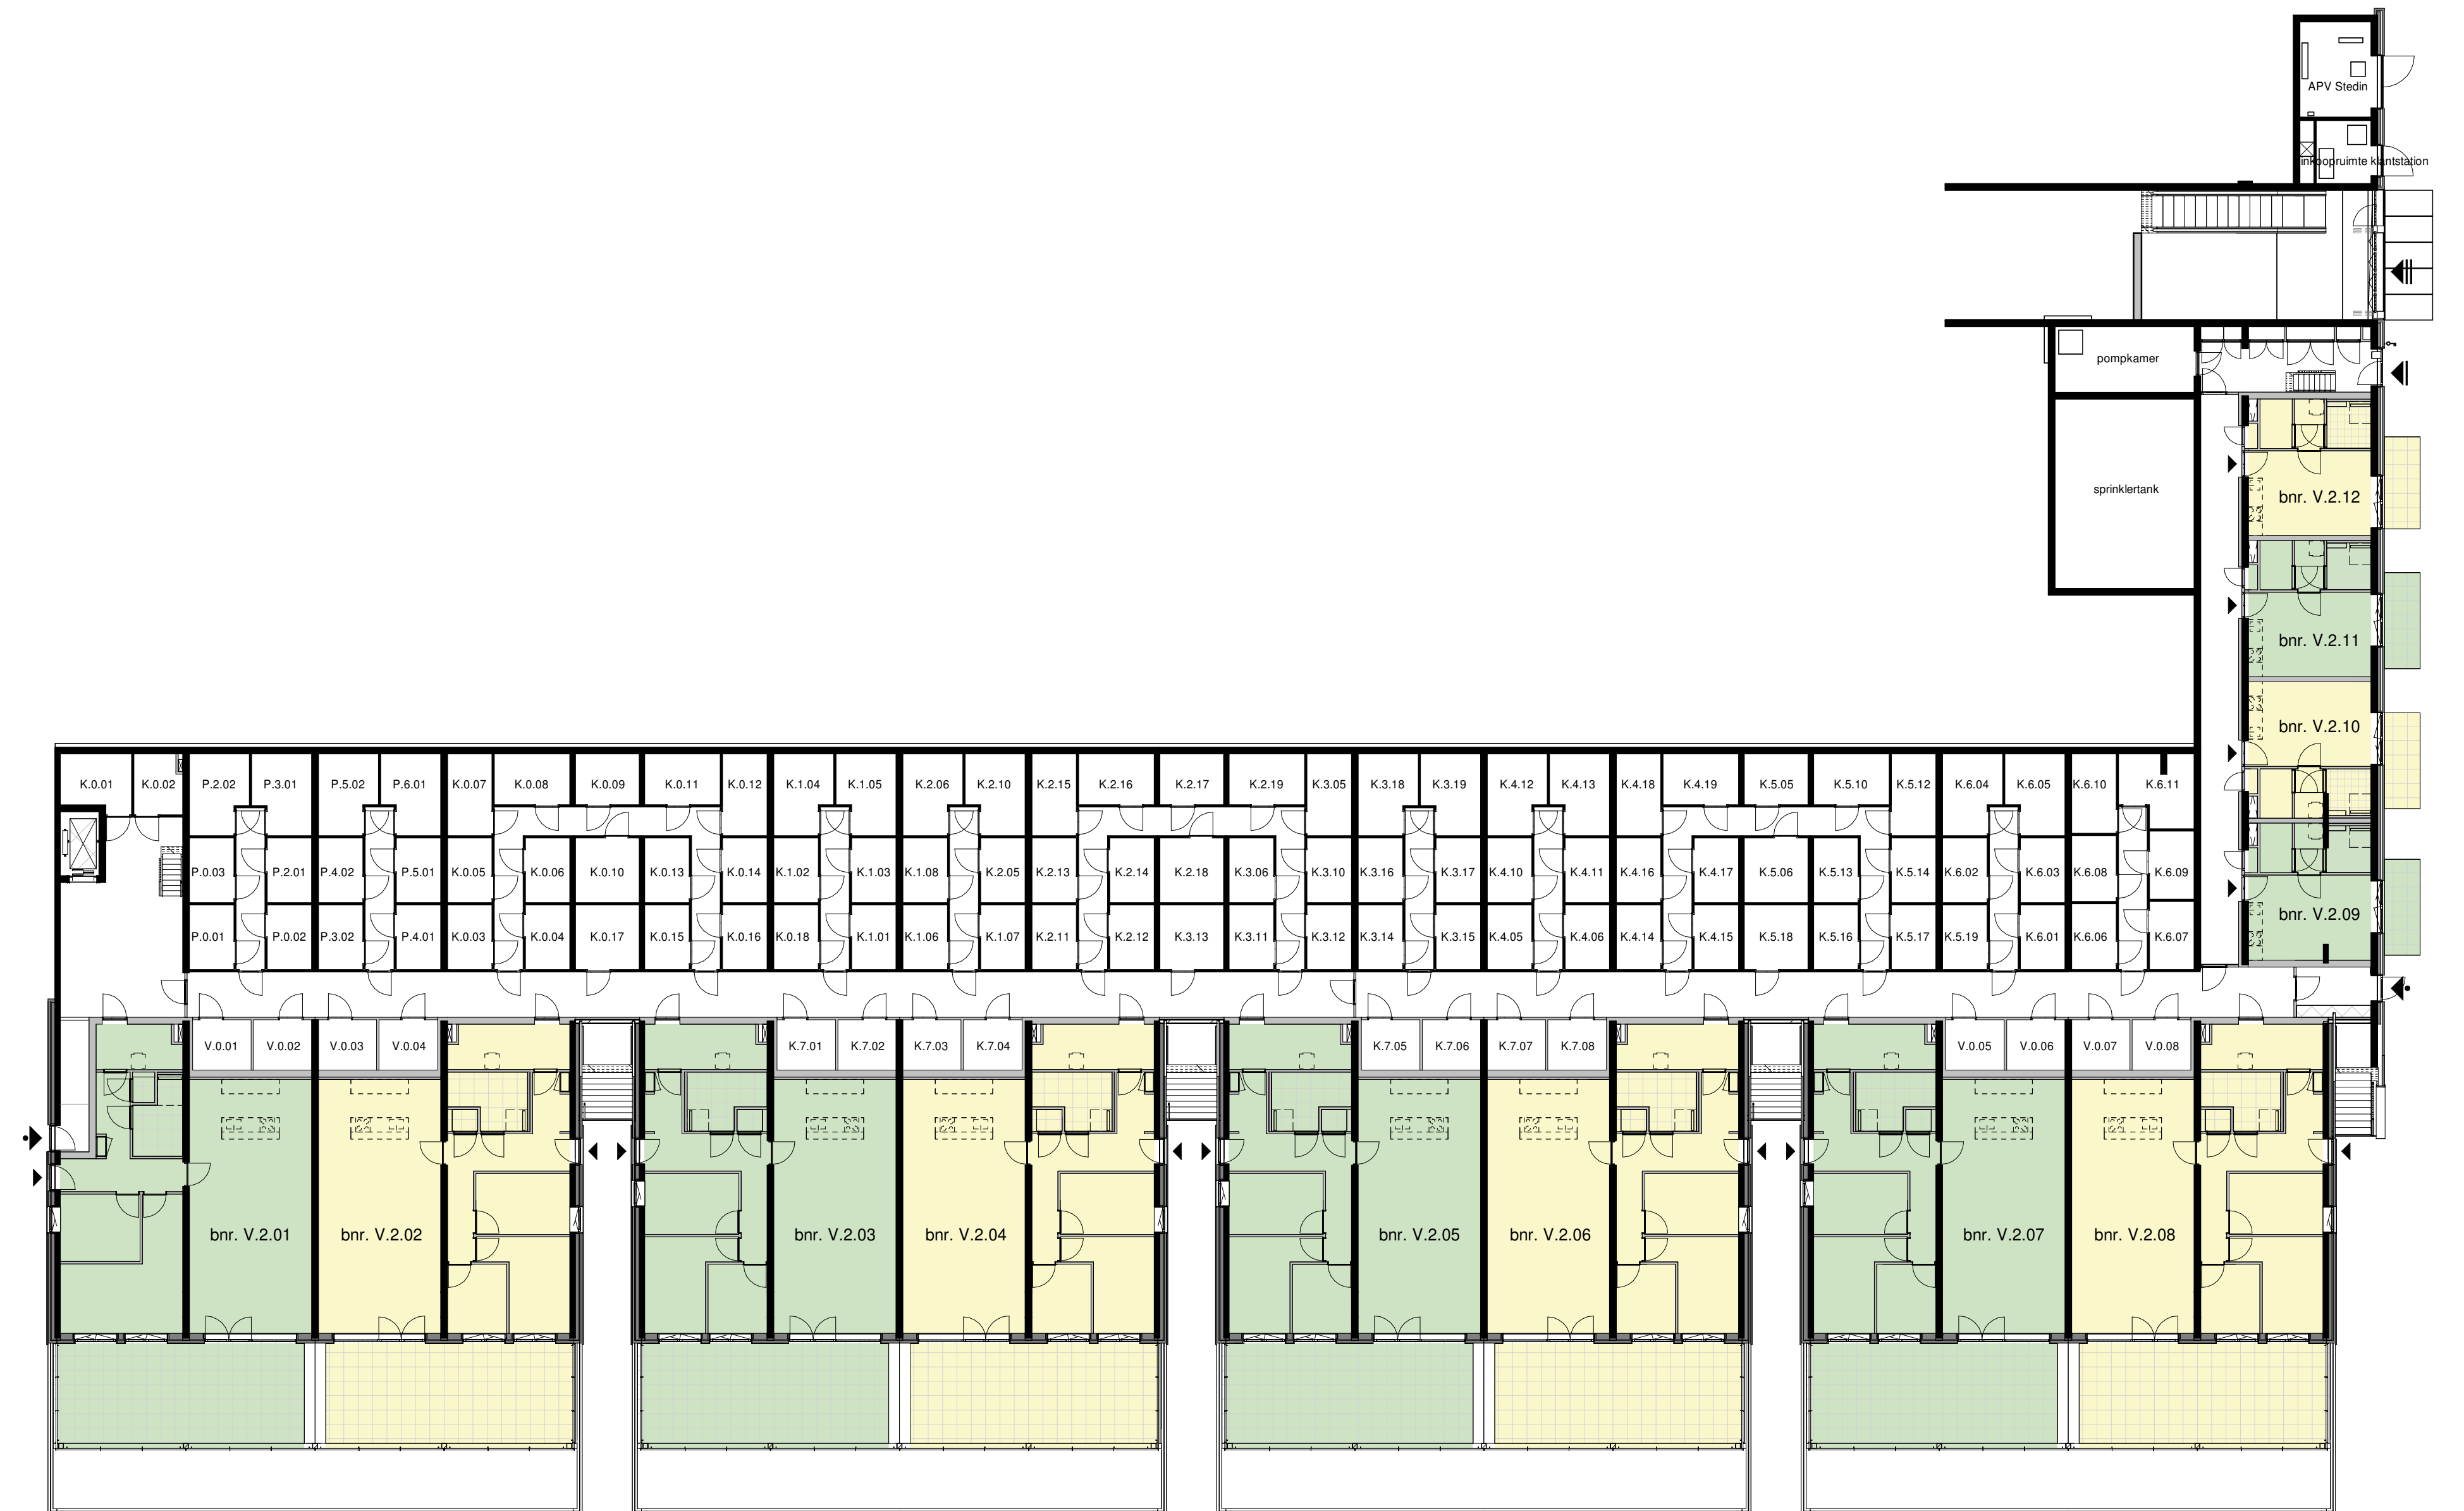 APV Stedin
inkoopruimte klantstation
pompkamer
sprinklertank
bnr. V.2.12
bnr. V.2.11
bnr. V.2.10
bnr. V.2.09
K.0.01 K.0.02 P.2.02 P.3.01 P.5.02 P.6.01 K.0.07 K.0.08 K.0.09 K.0.11 K.0.12 K.1.04 K.1.05 K.2.06 K.2.10 K.2.15 K.2.16 K.2.17 K.2.19 K.3.05 K.3.18 K.3.19 K.4.12 K.4.13 K.4.18 K.4.19 K.5.05 K.5.10 K.5.12 K.6.04 K.6.05 K.6.10 K.6.11
P.0.03 P.2.01 P.4.02 P.5.01 K.0.05 K.0.06 K.0.10 K.0.13 K.0.14 K.1.02 K.1.03 K.1.08 K.2.05 K.2.13 K.2.14 K.2.18 K.3.06 K.3.10 K.3.16 K.3.17 K.4.10 K.4.11 K.4.16 K.4.17 K.5.06 K.5.13 K.5.14 K.6.02 K.6.03 K.6.08 K.6.09
P.0.01 P.0.02 P.3.02 P.4.01 K.0.03 K.0.04 K.0.17 K.0.15 K.0.16 K.0.18 K.1.01 K.1.06 K.1.07 K.2.11 K.2.12 K.3.13 K.3.11 K.3.12 K.3.14 K.3.15 K.4.05 K.4.06 K.4.14 K.4.15 K.5.18 K.5.16 K.5.17 K.5.19 K.6.01 K.6.06 K.6.07
V.0.01 V.0.02 V.0.03 V.0.04 K.7.01 K.7.02 K.7.03 K.7.04 K.7.05 K.7.06 K.7.07 K.7.08 V.0.05 V.0.06 V.0.07 V.0.08
bnr. V.2.01 bnr. V.2.02 bnr. V.2.03 bnr. V.2.04 bnr. V.2.05 bnr. V.2.06 bnr. V.2.07 bnr. V.2.08